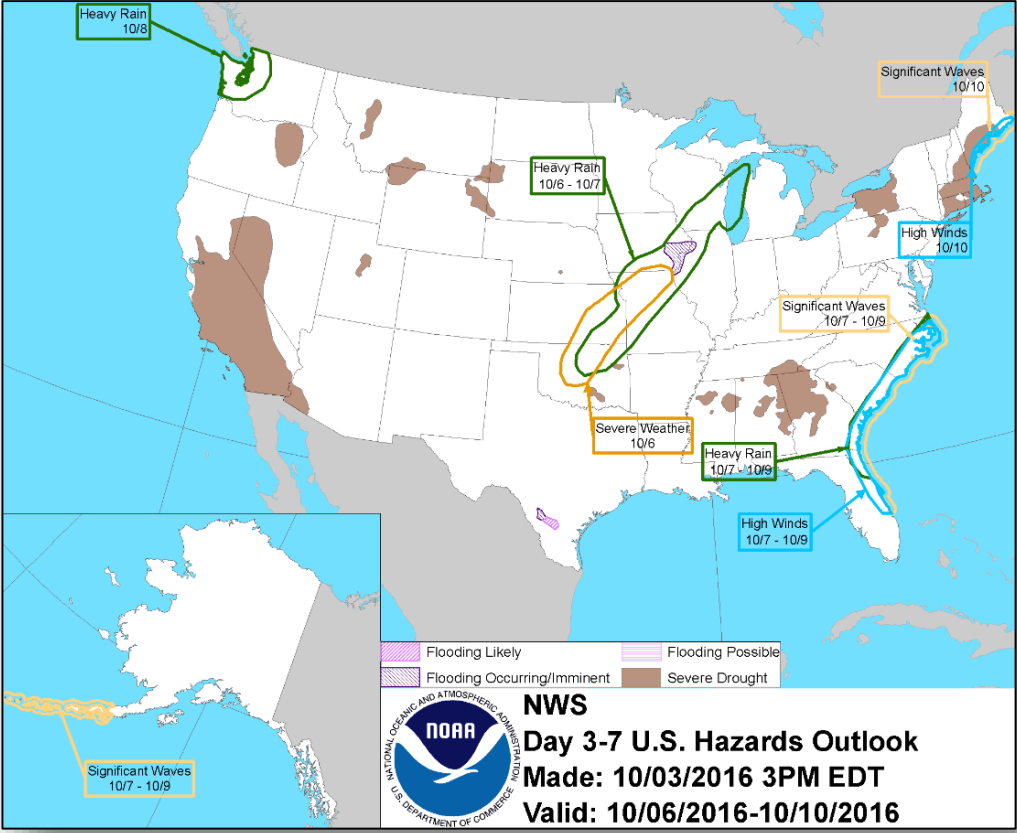 Heavy Rain
10/8
Significant Waves
10/10
Heavy Rain
10/6 - 10/7
High Winds
10/10
Significant Waves
10/7 - 10/9
Severe Weather
10/6
Heavy Rain
10/7 - 10/9
High Winds
10/7 - 10/9
Significant Waves
10/7 - 10/9
Flooding Likely
Flooding Possible
Flooding Occurring/Imminent
Severe Drought
NATIONAL OCEANIC AND ATMOSPHERIC ADMINISTRATION
NOAA
U.S. DEPARTMENT OF COMMERCE
NWS
Day 3-7 U.S. Hazards Outlook
Made: 10/03/2016 3PM EDT
Valid: 10/06/2016-10/10/2016